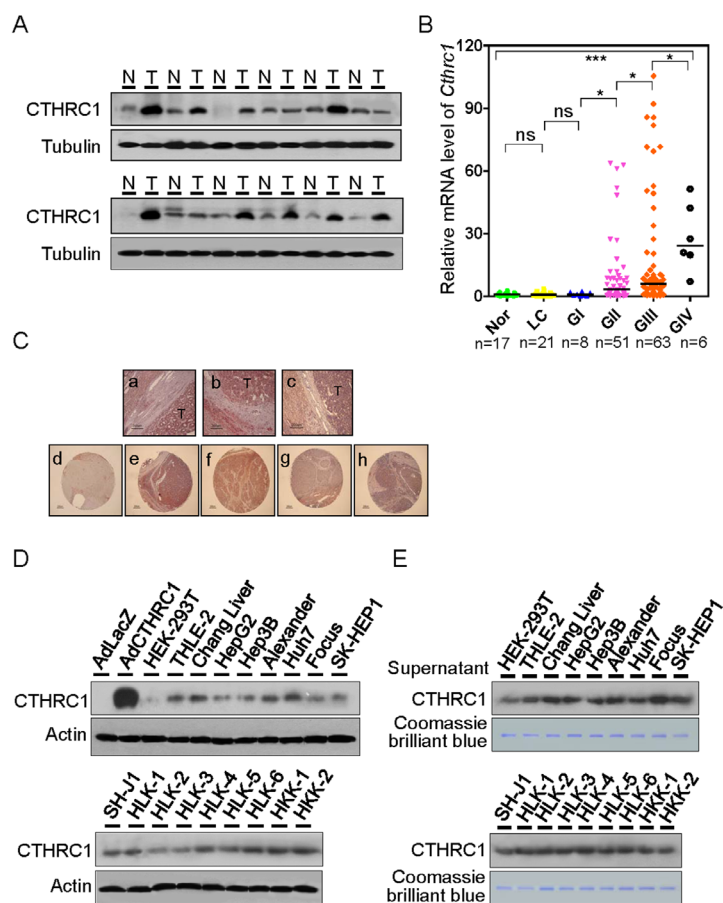 A
N T N T N T N T N T N T
CTHRC1
Tubulin
N T N T N T N T N T N T
CTHRC1
Tubulin
B
Relative mRNA level of Cthrc1
120
90
60
30
0
***
*
*
*
ns
ns
Nor LC GI GII GIII GIV
n=17 n=21 n=8 n=51 n=63 n=6
C
a b c
T T T
d e f g h
D
AdLacZ AdCTHRC1 HEK-293T THLE-2 Chang Liver HepG2 Hep3B Alexander Huh7 Focus SK-HEP1
CTHRC1
Actin
SH-J1 HLK-1 HLK-2 HLK-3 HLK-4 HLK-5 HLK-6 HKK-1 HKK-2
CTHRC1
Actin
E
HEK-293T THLE-2 Chang Liver HepG2 Hep3B Alexander Huh7 Focus SK-HEP1
Supernatant
CTHRC1
Coomassie
brilliant blue
SH-J1 HLK-1 HLK-2 HLK-3 HLK-4 HLK-5 HLK-6 HKK-1 HKK-2
CTHRC1
Coomassie
brilliant blue